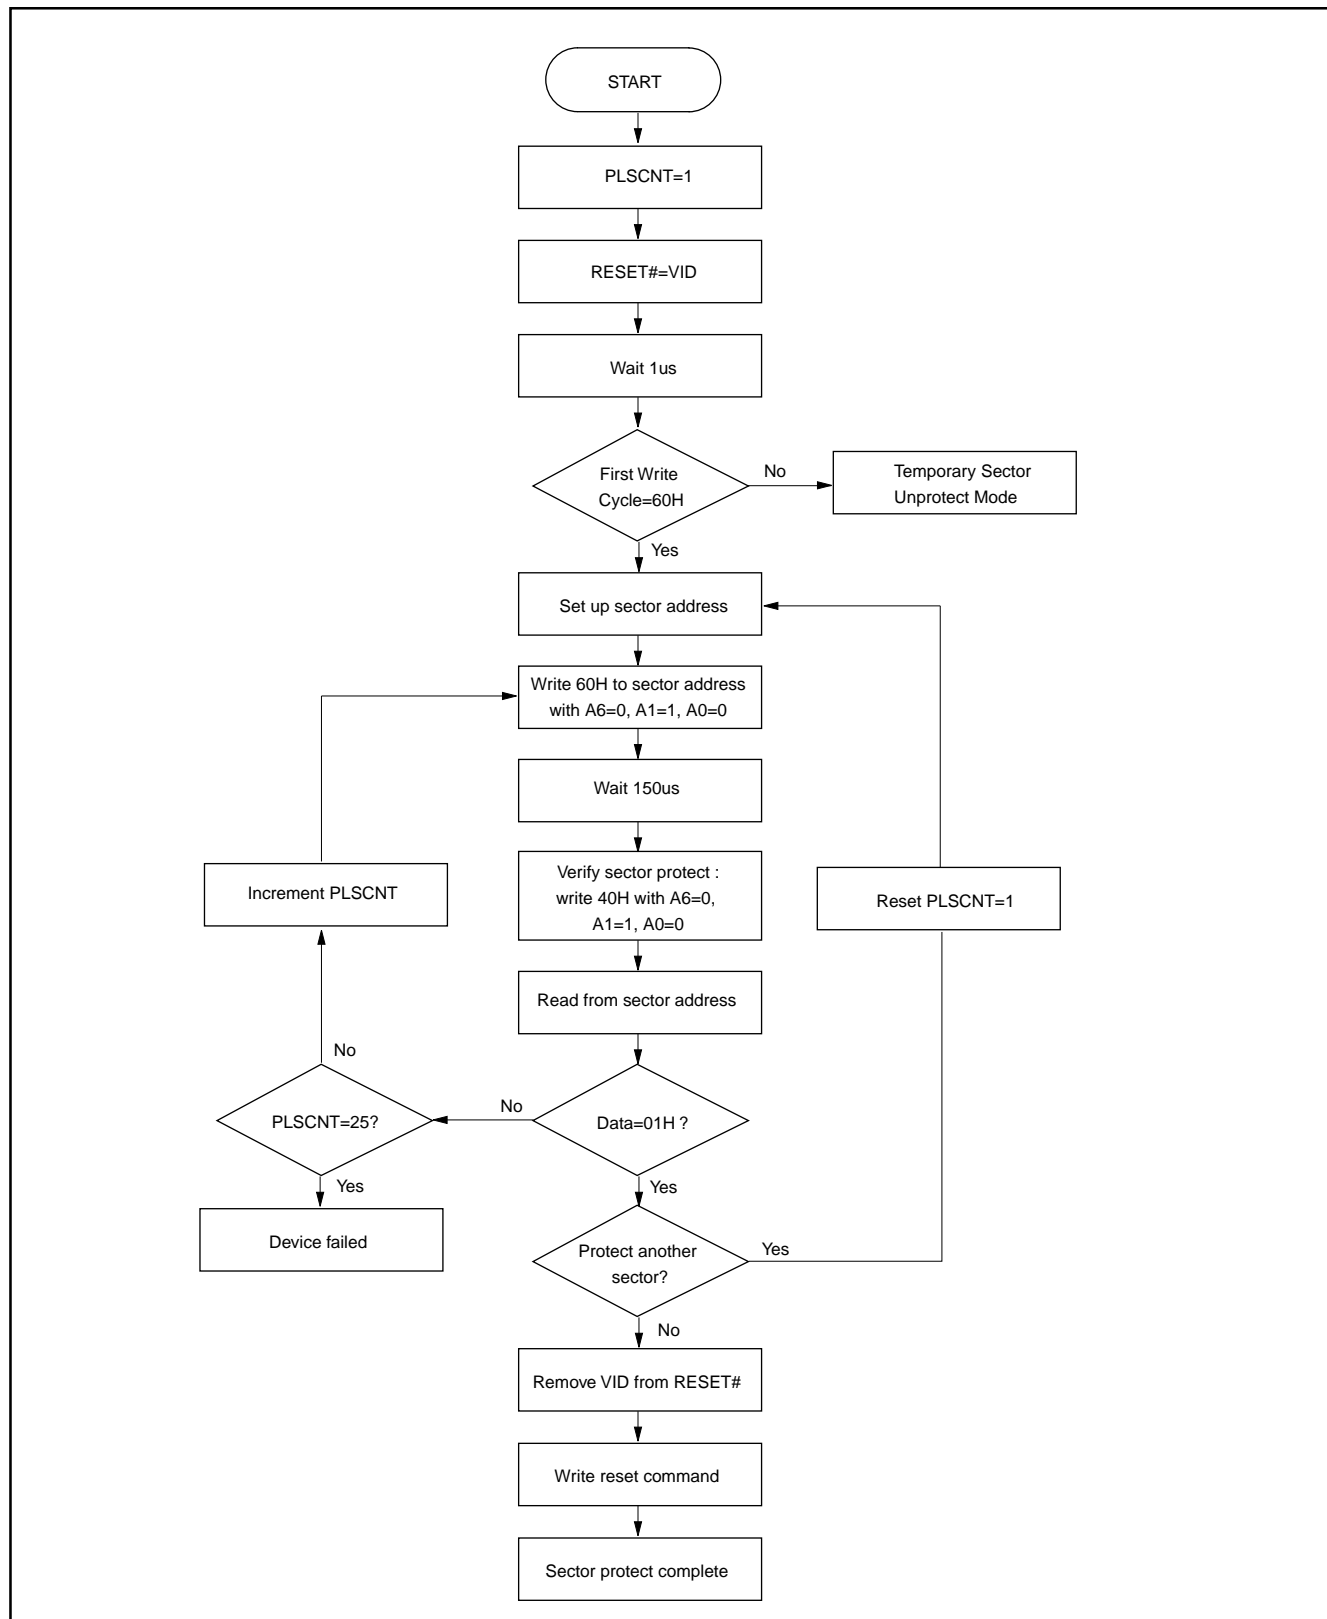 START
PLSCNT=1
RESET#=VID
Wait 1us
First Write
Cycle=60H
No
Temporary Sector
Unprotect Mode
Yes
Set up sector address
Write 60H to sector address
with A6=0, A1=1, A0=0
Wait 150us
Verify sector protect :
write 40H with A6=0,
A1=1, A0=0
Increment PLSCNT
Reset PLSCNT=1
Read from sector address
No
PLSCNT=25?
No
Data=01H ?
Yes
Yes
Device failed
Protect another
sector?
Yes
No
Remove VID from RESET#
Write reset command
Sector protect complete